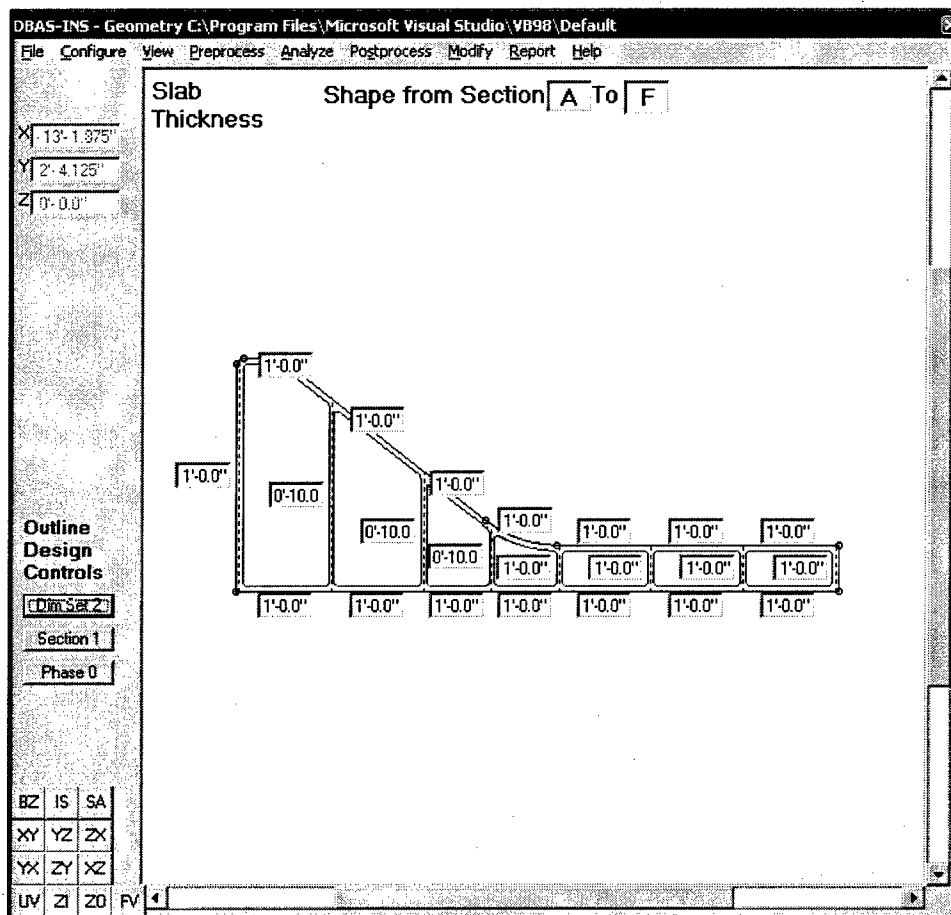 DBAS-INS - Geometry C:\Program Files\Microsoft Visual Studio\VB98\Default
File Configure View Preprocess Analyze Postprocess Modify Report Help
Slab
Thickness
Shape from Section A To F
X -13'-1.875"
Y 2'-4.125"
Z 0'-0.0"
1'-0.0"
1'-0.0"
1'-0.0"
1'-0.0"
0'-10.0
1'-0.0"
0'-10.0
1'-0.0" 1'-0.0" 1'-0.0"
0'-10.0
1'-0.0" 1'-0.0" 1'-0.0" 1'-0.0"
1'-0.0" 1'-0.0" 1'-0.0" 1'-0.0" 1'-0.0" 1'-0.0" 1'-0.0"
Outline
Design
Controls
Dim Set 2
Section 1
Phase 0
BZ IS SA
XY YZ ZX
YX ZY XZ
UV ZI ZO FV